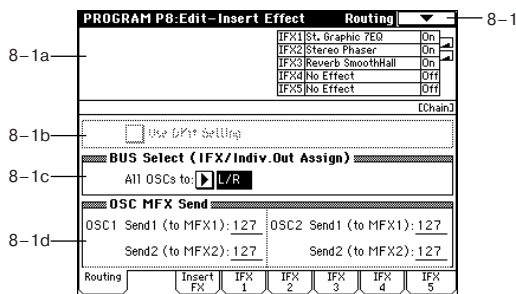 PROGRAM P8:Edit-Insert Effect Routing
8-1
IFX1 St. Graphic 7EQ On
IFX2 Stereo Phaser On
IFX3 Reverb SmoothHall On
IFX4 No Effect Off
IFX5 No Effect Off
8-1a
[Chain]
8-1b
Use DKit Setting
BUS Select (IFX/Indiv.Out Assign)
8-1c
All OSCs to: L/R
OSC MFX Send
OSC1 Send1 (to MFX1): 127 OSC2 Send1 (to MFX1): 127
8-1d
Send2 (to MFX2): 127 Send2 (to MFX2): 127
Routing Insert FX IFX 1 IFX 2 IFX 3 IFX 4 IFX 5